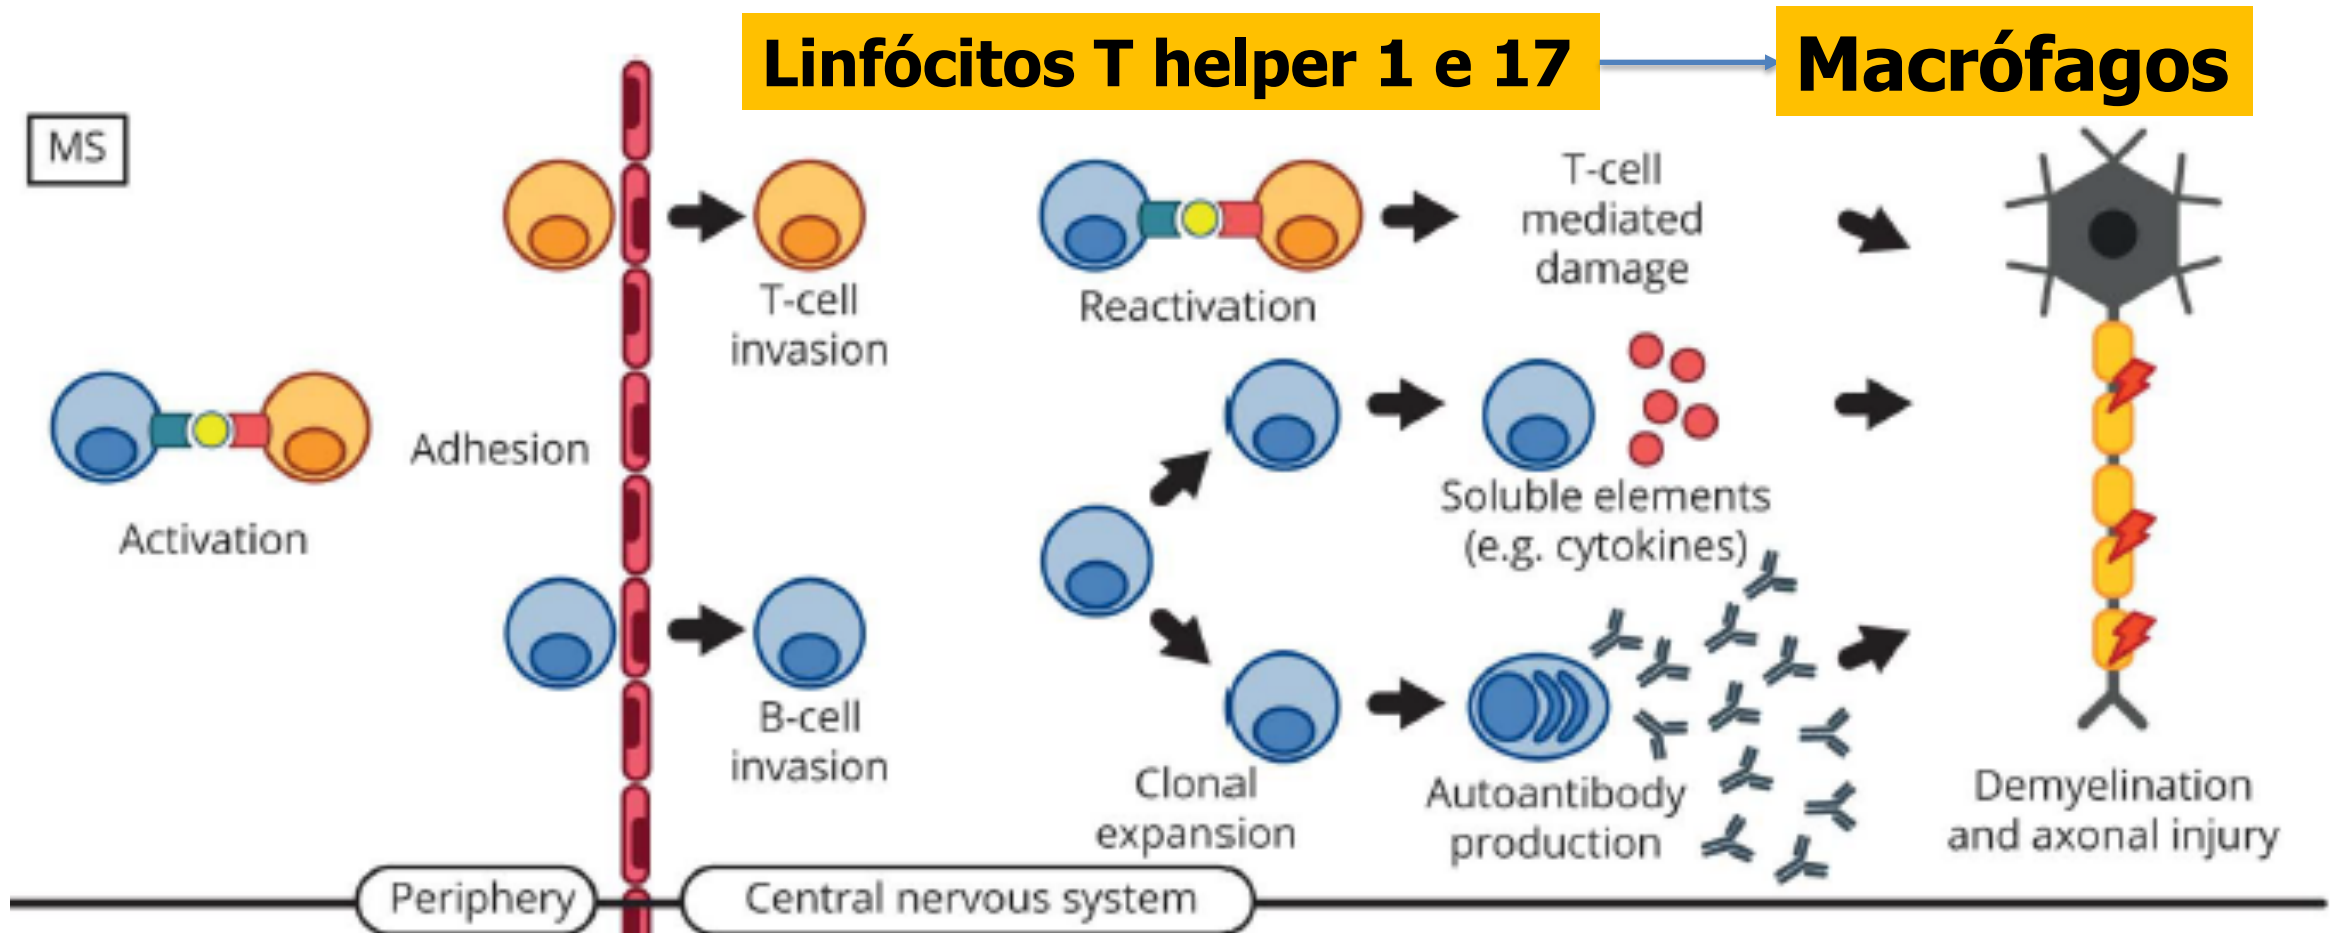 Linfócitos T helper 1 e 17
Macrófagos
MS
Activation
Adhesion
T-cell
invasion
B-cell
invasion
Reactivation
T-cell
mediated
damage
Soluble elements
(e.g. cytokines)
Clonal
expansion
Autoantibody
production
Demyelination
and axonal injury
Periphery
Central nervous system